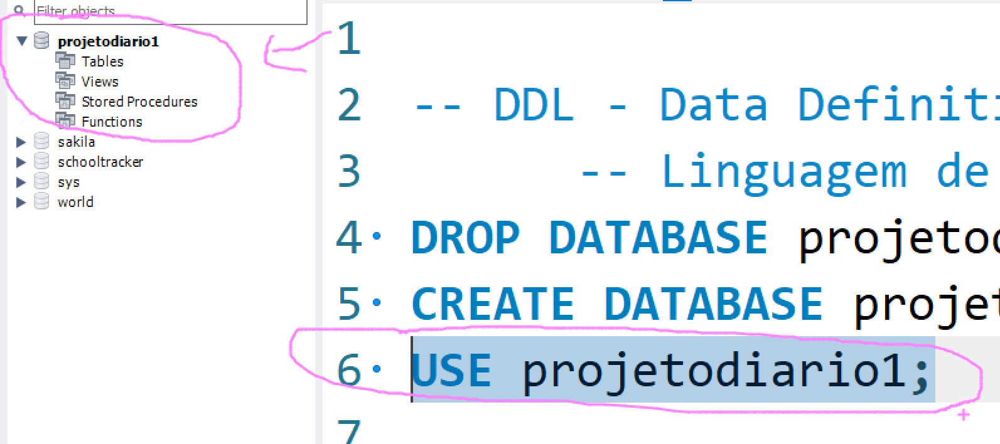 Filter objects
projetodiario1
Tables
Views
Stored Procedures
Functions
sakila
schooltracker
sys
world
1
2 -- DDL - Data Definiti
3 -- Linguagem de
4 DROP DATABASE projetod
5 CREATE DATABASE projet
6 USE projetodiario1;
7